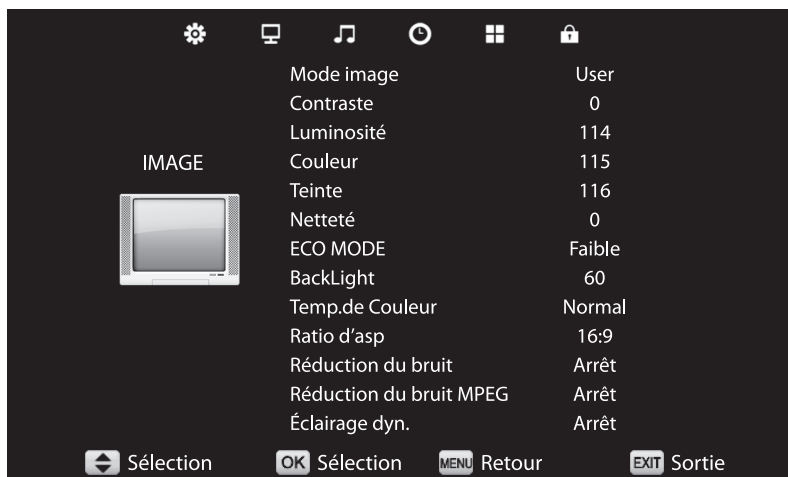 Mode image User
Contraste 0
Luminosité 114
IMAGE
Couleur 115
Teinte 116
Netteté 0
ECO MODE Faible
BackLight 60
Temp.de Couleur Normal
Ratio d'asp 16:9
Réduction du bruit Arrêt
Réduction du bruit MPEG Arrêt
Éclairage dyn. Arrêt
Sélection OK Sélection MENU Retour EXIT Sortie